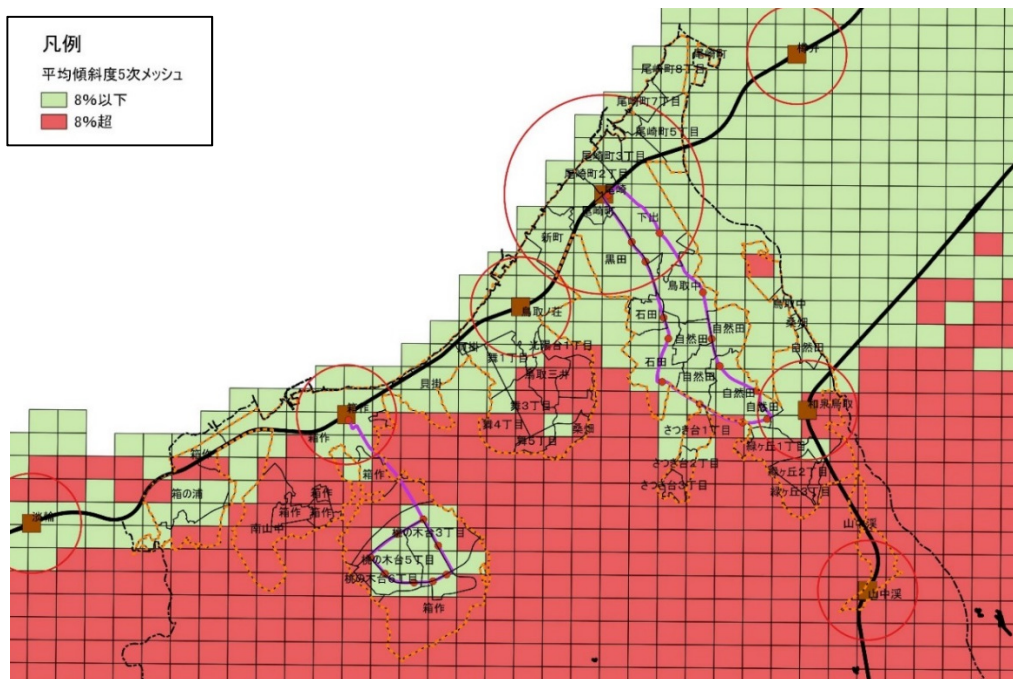 凡例
平均傾斜度5次メッシュ
8%以下
8%超
樽井
尾崎町
尾崎町8丁目
尾崎町7丁目
尾崎町5丁目
尾崎町3丁目
尾崎町2丁目
尾崎
尾崎町
下出
新町
黒田
鳥取中
鳥取ノ荘
石田
自然田
鳥取中
桑畑
自然田
光陽台1丁目
舞1丁目
貝掛
鳥取三井
石田
自然田
自然田
自然田
和泉鳥取
箱作
箱作
舞3丁目
舞4丁目
舞5丁目
桑畑
さつき台1丁目
緑ヶ丘1丁目
箱作
箱作
さつき台2丁目
さつき台3丁目
緑ヶ丘2丁目
緑ヶ丘3丁目
箱の浦
箱作
箱作
箱作
淡輪
南山中
山中渓
桃の木台3丁目
桃の木台5丁目
桃の木台6丁目
箱作
山中渓